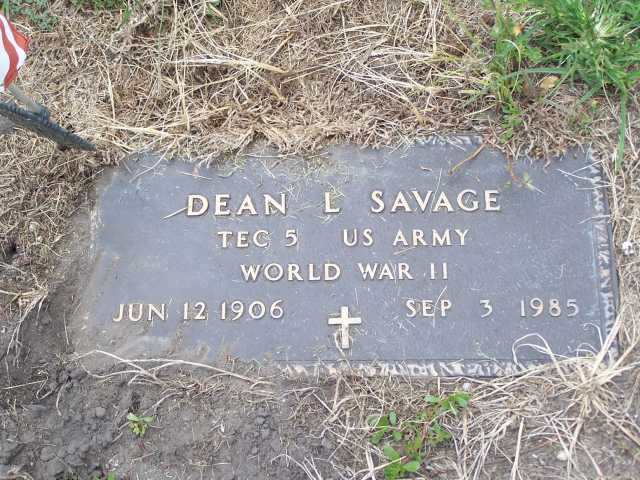 DEAN L SAVAGE
TEC 5 US ARMY
WORLD WAR II
JUN 12 1906 SEP 3 1985